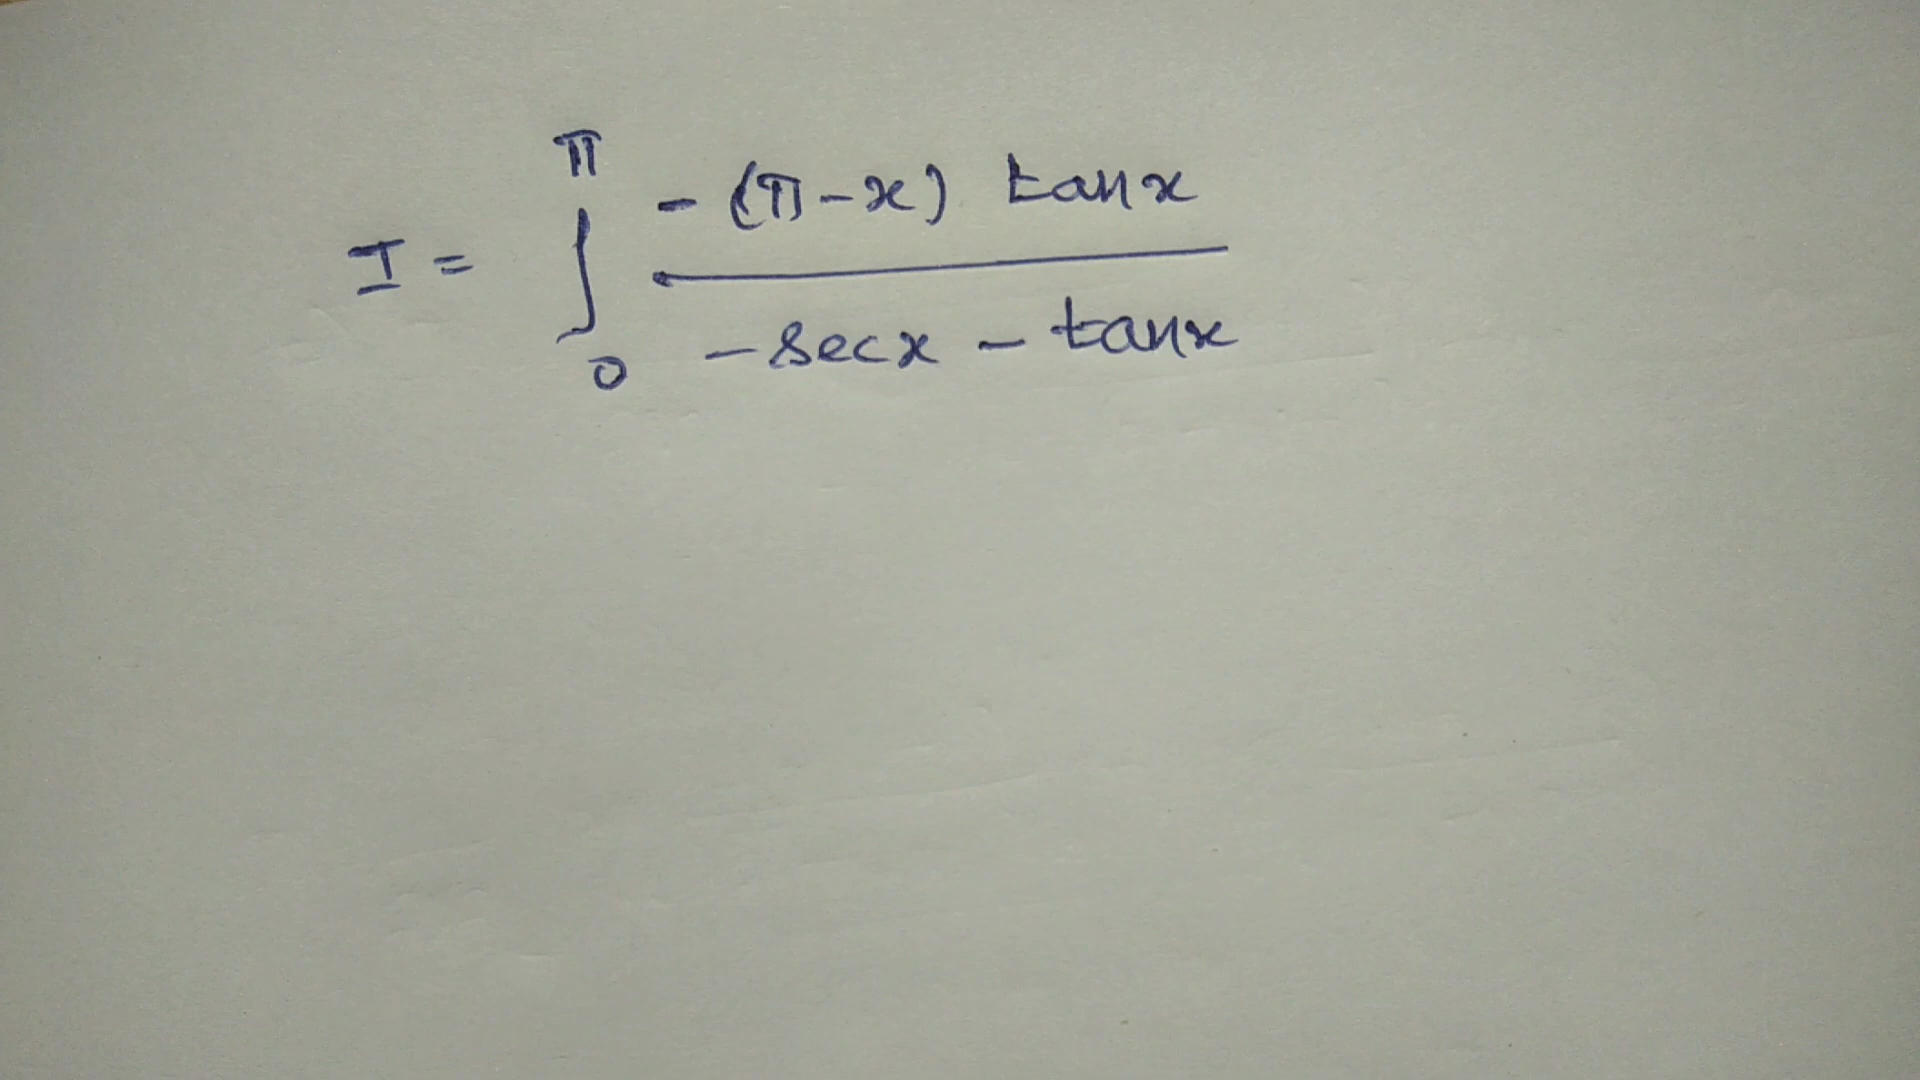 I = ∫₀^π -(π-x) tanx / -secx - tanx